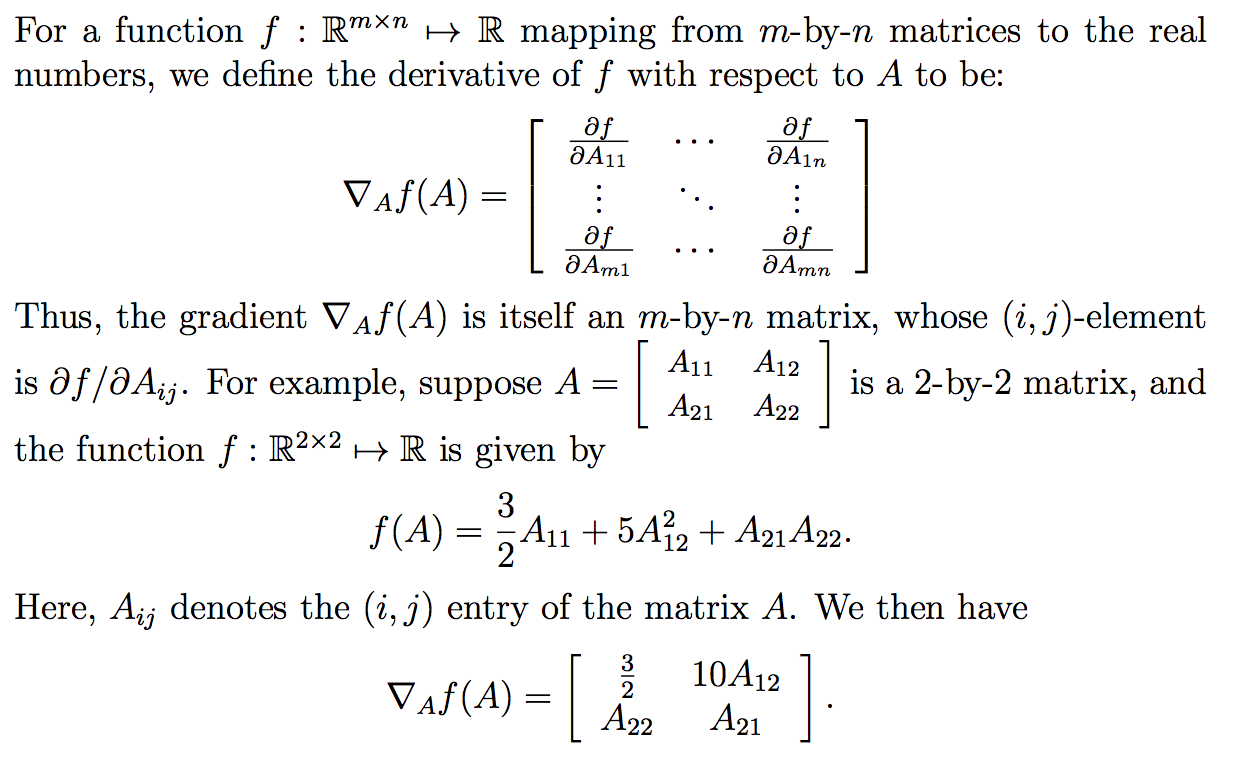 For a function $f : \mathbb{R}^{m \times n} \mapsto \mathbb{R}$ mapping from $m$-by-$n$ matrices to the real
numbers, we define the derivative of $f$ with respect to $A$ to be:
$\nabla_A f(A) = \begin{bmatrix} \frac{\partial f}{\partial A_{11}} & \cdots & \frac{\partial f}{\partial A_{1n}} \\ \vdots & \ddots & \vdots \\ \frac{\partial f}{\partial A_{m1}} & \cdots & \frac{\partial f}{\partial A_{mn}} \end{bmatrix}$
Thus, the gradient $\nabla_A f(A)$ is itself an $m$-by-$n$ matrix, whose $(i, j)$-element
is $\partial f / \partial A_{ij}$. For example, suppose $A = \begin{bmatrix} A_{11} & A_{12} \\ A_{21} & A_{22} \end{bmatrix}$ is a 2-by-2 matrix, and
the function $f : \mathbb{R}^{2 \times 2} \mapsto \mathbb{R}$ is given by
$f(A) = \frac{3}{2} A_{11} + 5 A_{12}^2 + A_{21} A_{22}.$
Here, $A_{ij}$ denotes the $(i, j)$ entry of the matrix $A$. We then have
$\nabla_A f(A) = \begin{bmatrix} \frac{3}{2} & 10 A_{12} \\ A_{22} & A_{21} \end{bmatrix}.$